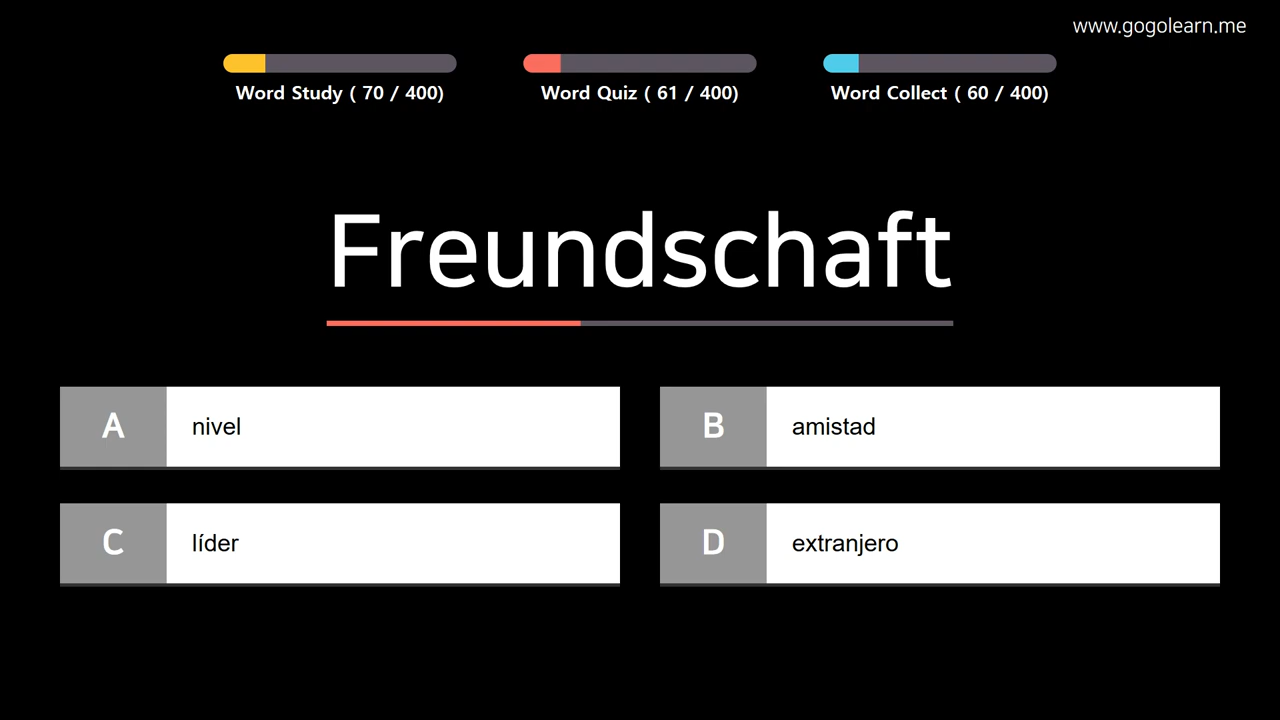 www.gogolearn.me
Word Study ( 70 / 400)
Word Quiz ( 61 / 400)
Word Collect ( 60 / 400)
Freundschaft
A nivel
B amistad
C líder
D extranjero